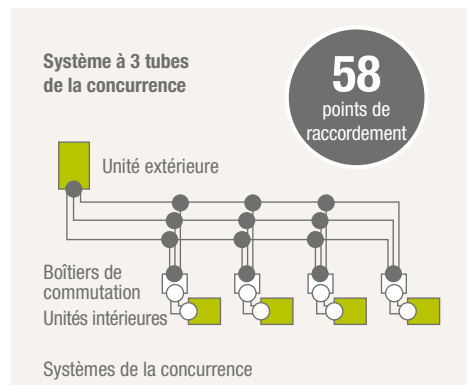 Système à 3 tubes
de la concurrence
58
points de
raccordement
Unité extérieure
Boîtiers de
commutation
Unités intérieures
Systèmes de la concurrence